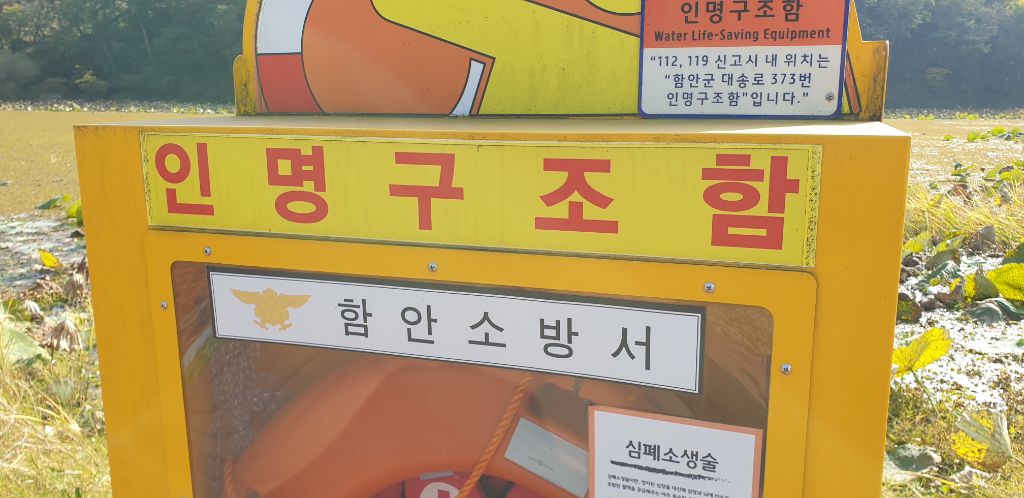 인명구조함
Water Life-Saving Equipment
“112, 119 신고시 내 위치는
“함안군 대송로 373번
인명구조함”입니다.”
인명구조함
함안소방서
심폐소생술